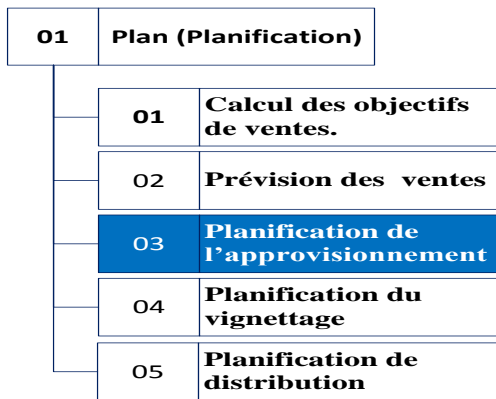 01 Plan (Planification)
01 Calcul des objectifs
de ventes.
02 Prévision des ventes
03 Planification de
l’approvisionnement
04 Planification du
vignettage
05 Planification de
distribution